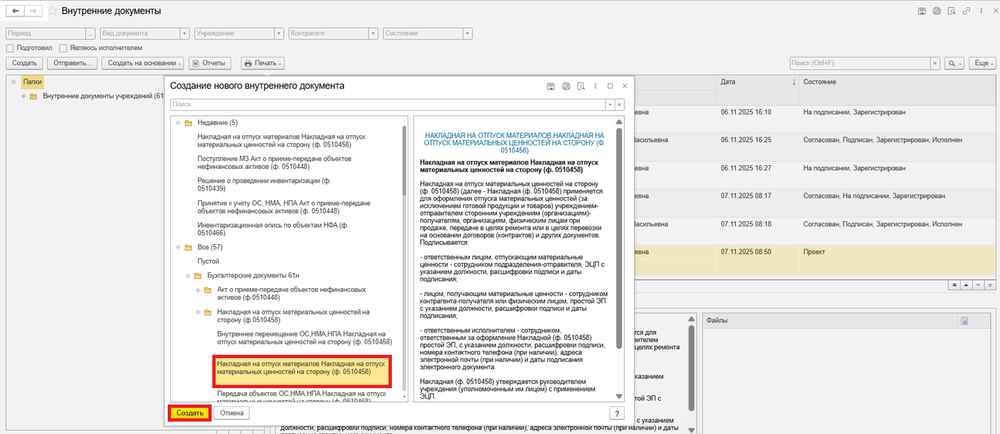 Внутренние документы
Период
Вид документа
Учреждение
Контрагент
Состояние
Подготовил
Являюсь исполнителем
Создать
Отправить...
Создать на основании
Отчеты
Печать
Поиск (Ctrl+F)
Еще
Папки
Внутренние документы учреждений (61
Создание нового внутреннего документа
Поиск
Недавние (5)
Накладная на отпуск материалов Накладная на отпуск
материальных ценностей на сторону (ф. 0510458)
Поступление МЗ Акт о приеме-передаче объектов
нефинансовых активов (ф. 0510448)
Решение о проведении инвентаризации (ф.
0510439)
Принятие к учету ОС, НМА, НПА Акт о приеме-передаче
объектов нефинансовых активов (ф. 0510448)
Инвентаризационная опись по объектам НФА (ф.
0510466)
Все (57)
Пустой
Бухгалтерские документы 61н
Акт о приеме-передаче объектов нефинансовых
активов (ф.0510448)
Накладная на отпуск материальных ценностей на
сторону (ф.0510458)
Внутреннее перемещение ОС,НМА,НПА Накладная на
отпуск материальных ценностей на сторону (ф. 0510458)
Накладная на отпуск материалов Накладная на отпуск
материальных ценностей на сторону (ф. 0510458)
Передача объектов ОС,НМА,НПА Накладная на отпуск
материальных ценностей на сторону (ф. 0510458)
Создать
Отмена
?
НАКЛАДНАЯ НА ОТПУСК МАТЕРИАЛОВ НАКЛАДНАЯ НА
ОТПУСК МАТЕРИАЛЬНЫХ ЦЕННОСТЕЙ НА СТОРОНУ (Ф.
0510458)
Накладная на отпуск материалов Накладная на отпуск
материальных ценностей на сторону (ф. 0510458)
Накладная на отпуск материальных ценностей на сторону
(ф. 0510458) (далее - Накладная (ф. 0510458) применяется
для оформления отпуска материальных ценностей (за
исключением готовой продукции и товаров) учреждением-
отправителем сторонним учреждениям (организациям)-
получателям, организациям, физическим лицам при
продаже, передаче в целях ремонта или в целях перевозки
на основании договоров (контрактов) и других документов.
Подписывается:
- ответственным лицом, отпускающим материальные
ценности - сотрудником подразделения-отправителя, ЭЦП с
указанием должности, расшифровки подписи и даты
подписания;
- лицом, получающим материальные ценности - сотрудником
контрагента-получателя или физическим лицом, простой ЭП
с указанием должности, расшифровки подписи и даты
подписания;
- ответственным исполнителем - сотрудником,
ответственным за оформление Накладной (ф. 0510458)
простой ЭП, с указанием должности, расшифровки подписи,
номера контактного телефона (при наличии), адреса
электронной почты (при наличии) и даты подписания
электронного документа.
Накладная (ф. 0510458) утверждается руководителем
учреждения (уполномоченным им лицом) с применением
ЭЦП.
Дата
Состояние
евна 06.11.2025 16:10 На подписании, Зарегистрирован
Васильевна 06.11.2025 16:25 Согласован, Подписан, Зарегистрирован, Исполнен
евна 06.11.2025 16:27 На подписании, Зарегистрирован
евна 07.11.2025 08:17 Согласован, На подписании, Зарегистрирован
Васильевна 07.11.2025 08:18 Согласован, Подписан, Зарегистрирован, Исполнен
евна 07.11.2025 08:50 Проект
Файлы
тся для
вителем
целях ремонта
казанием
той ЭП с
с указанием
должности, расшифровки подписи, номера контактного телефона (при наличии), адреса электронной почты (при наличии) и даты